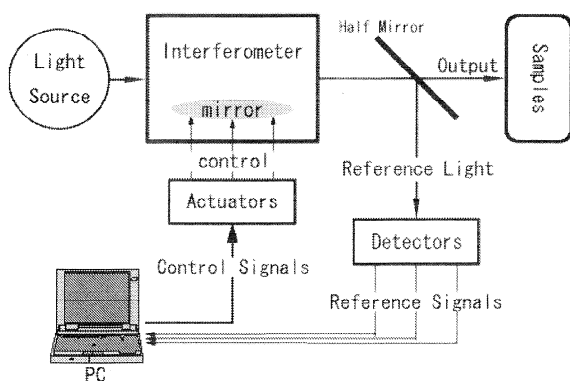 Light
Source
Interferometer
mirror
control
Actuators
Control Signals
PC
Half Mirror
Output
Samples
Reference Light
Detectors
Reference Signals